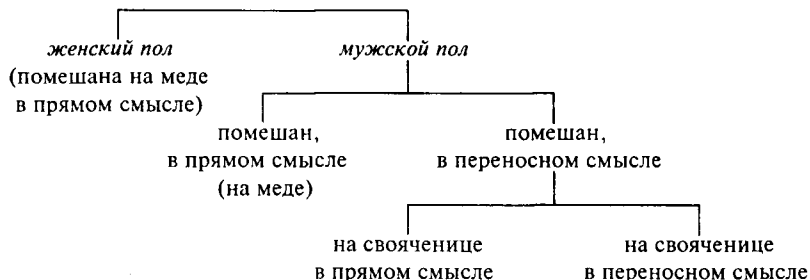 женский пол
мужской пол
(помешана на меде
в прямом смысле)
помешан,
в прямом смысле
(на меде)
помешан,
в переносном смысле
на свояченице
в прямом смысле
на свояченице
в переносном смысле